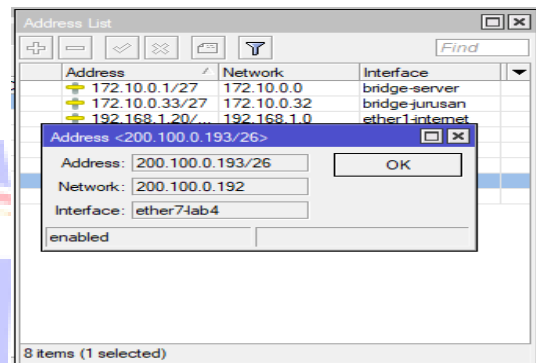 Address List
Find
Address Network Interface
172.10.0.1/27 172.10.0.0 bridge-server
172.10.0.33/27 172.10.0.32 bridge-jurusan
192.168.1.20/... 192.168.1.0 ether1-internet
Address <200.100.0.193/26>
Address: 200.100.0.193/26 OK
Network: 200.100.0.192
Interface: ether7-lab4
enabled
8 items (1 selected)